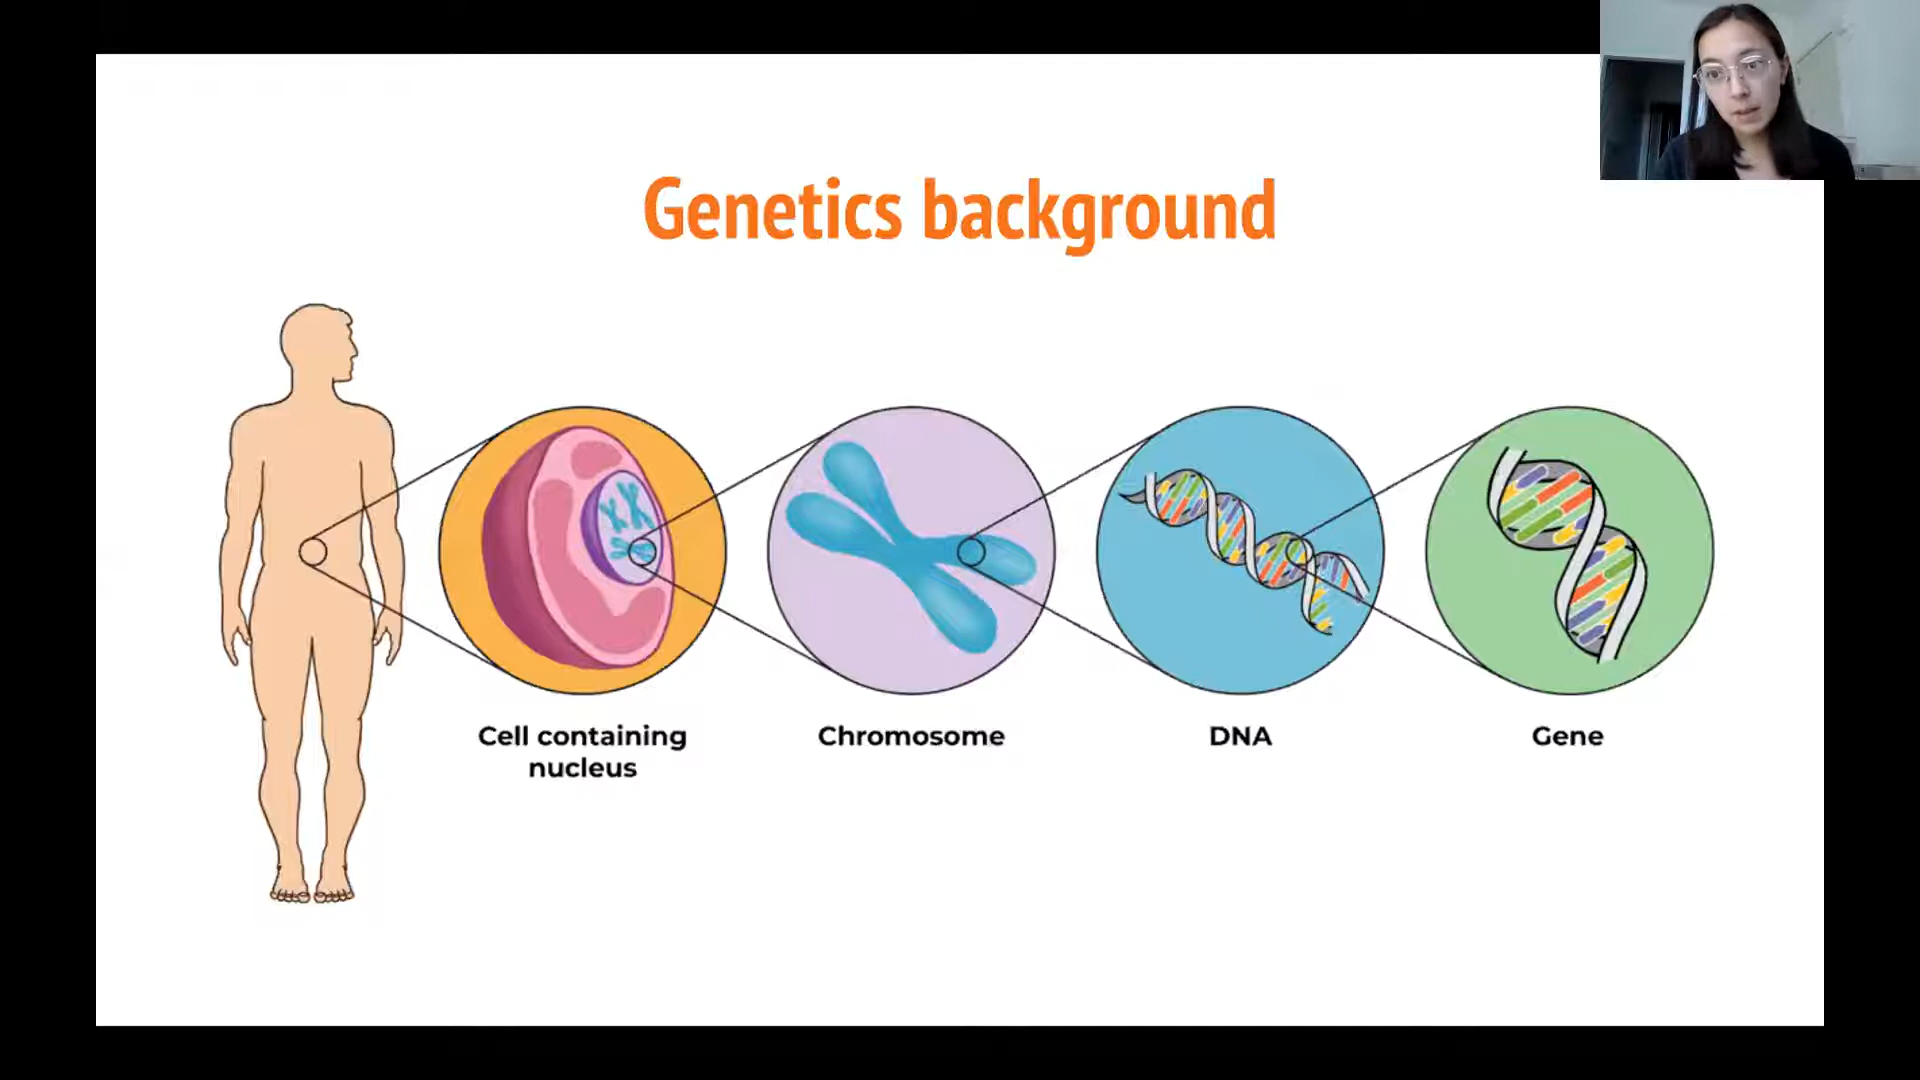 Genetics background
Cell containing
nucleus
Chromosome
DNA
Gene